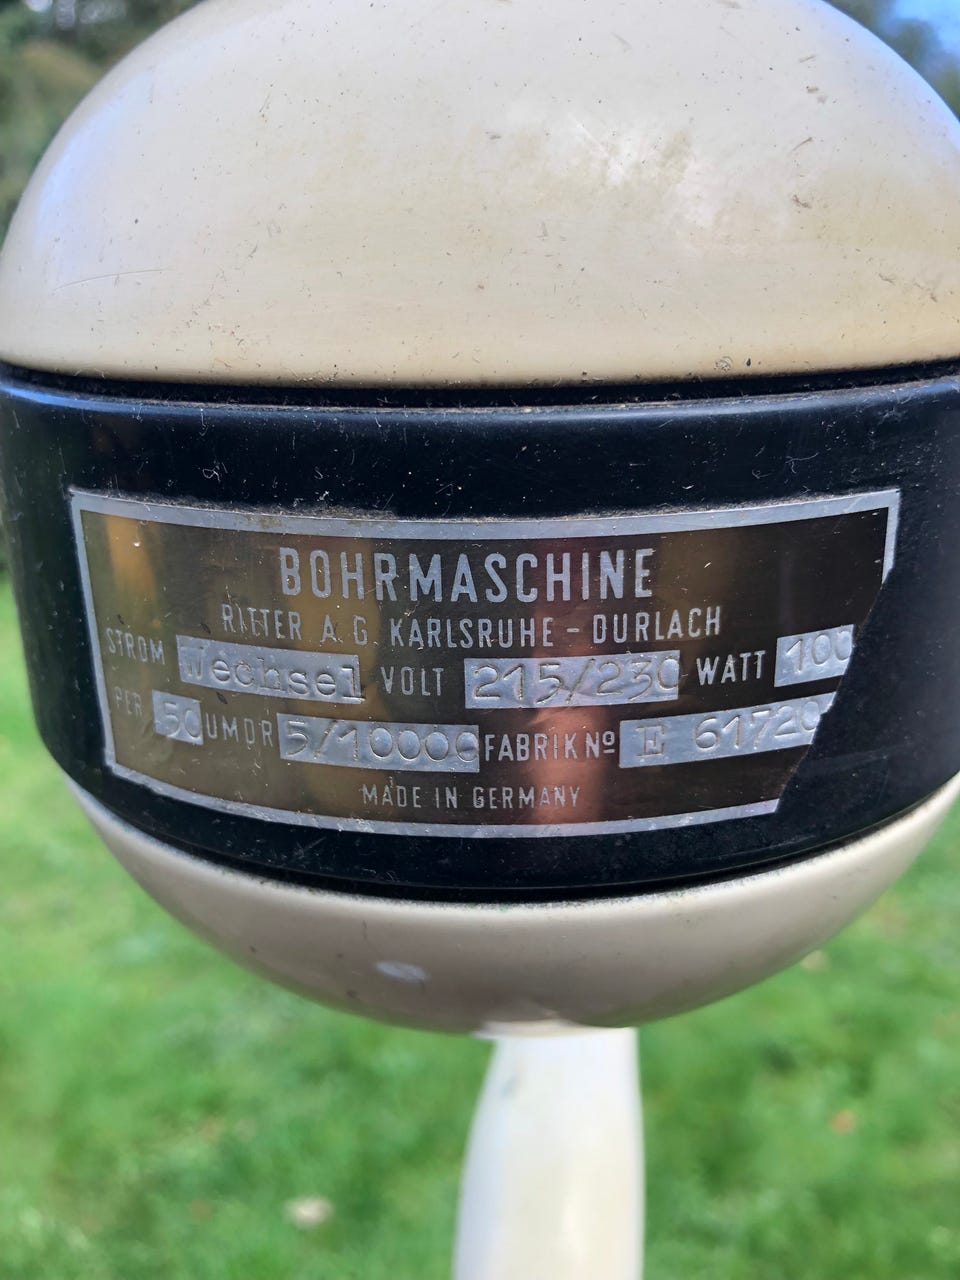 BOHRMASCHINE
RITTER A.G. KARLSRUHE - DURLACH
STROM Wechsel VOLT 215/230 WATT 100
PER 50 UMDR 5/10000 FABRIK No E 61720
MADE IN GERMANY